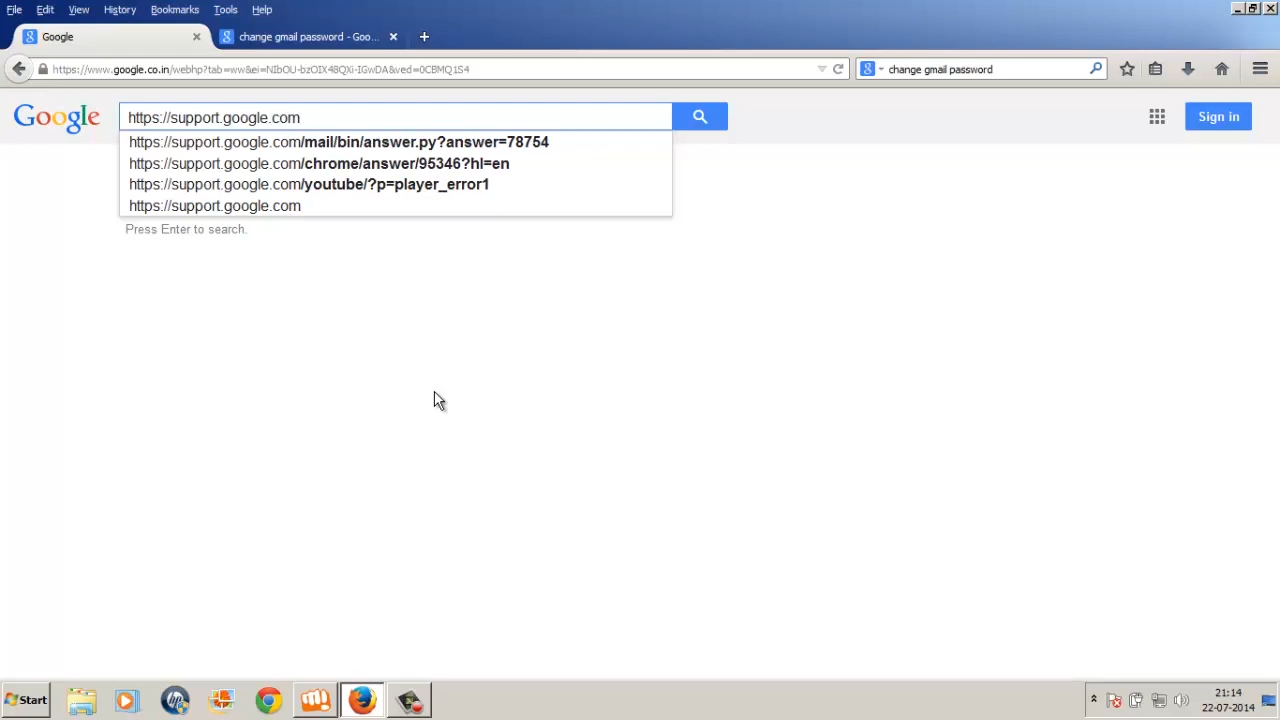 File Edit View History Bookmarks Tools Help
Google
change gmail password - Goo...
https://www.google.co.in/webhp?tab=ww&ei=NIbOU-bzOIX48QXi-IGwDA&ved=0CBMQ1S4
change gmail password
Google
https://support.google.com
Sign in
https://support.google.com/mail/bin/answer.py?answer=78754
https://support.google.com/chrome/answer/95346?hl=en
https://support.google.com/youtube/?p=player_error1
https://support.google.com
Press Enter to search.
Start
21:14
22-07-2014